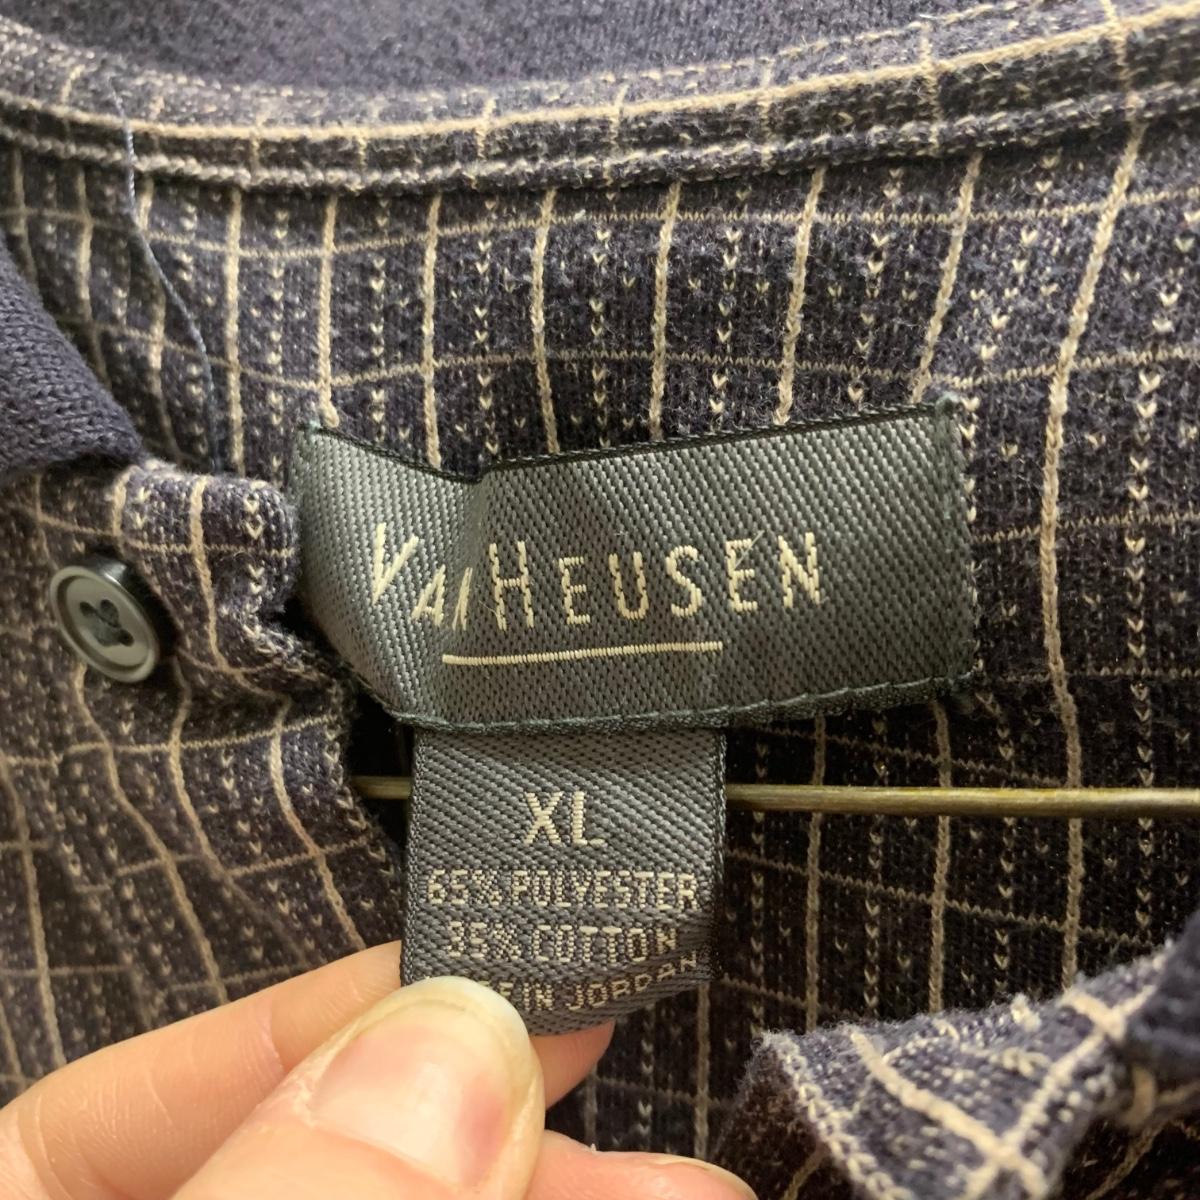 VAN HEUSEN
XL
65% POLYESTER
35% COTTON
IN JORDAN